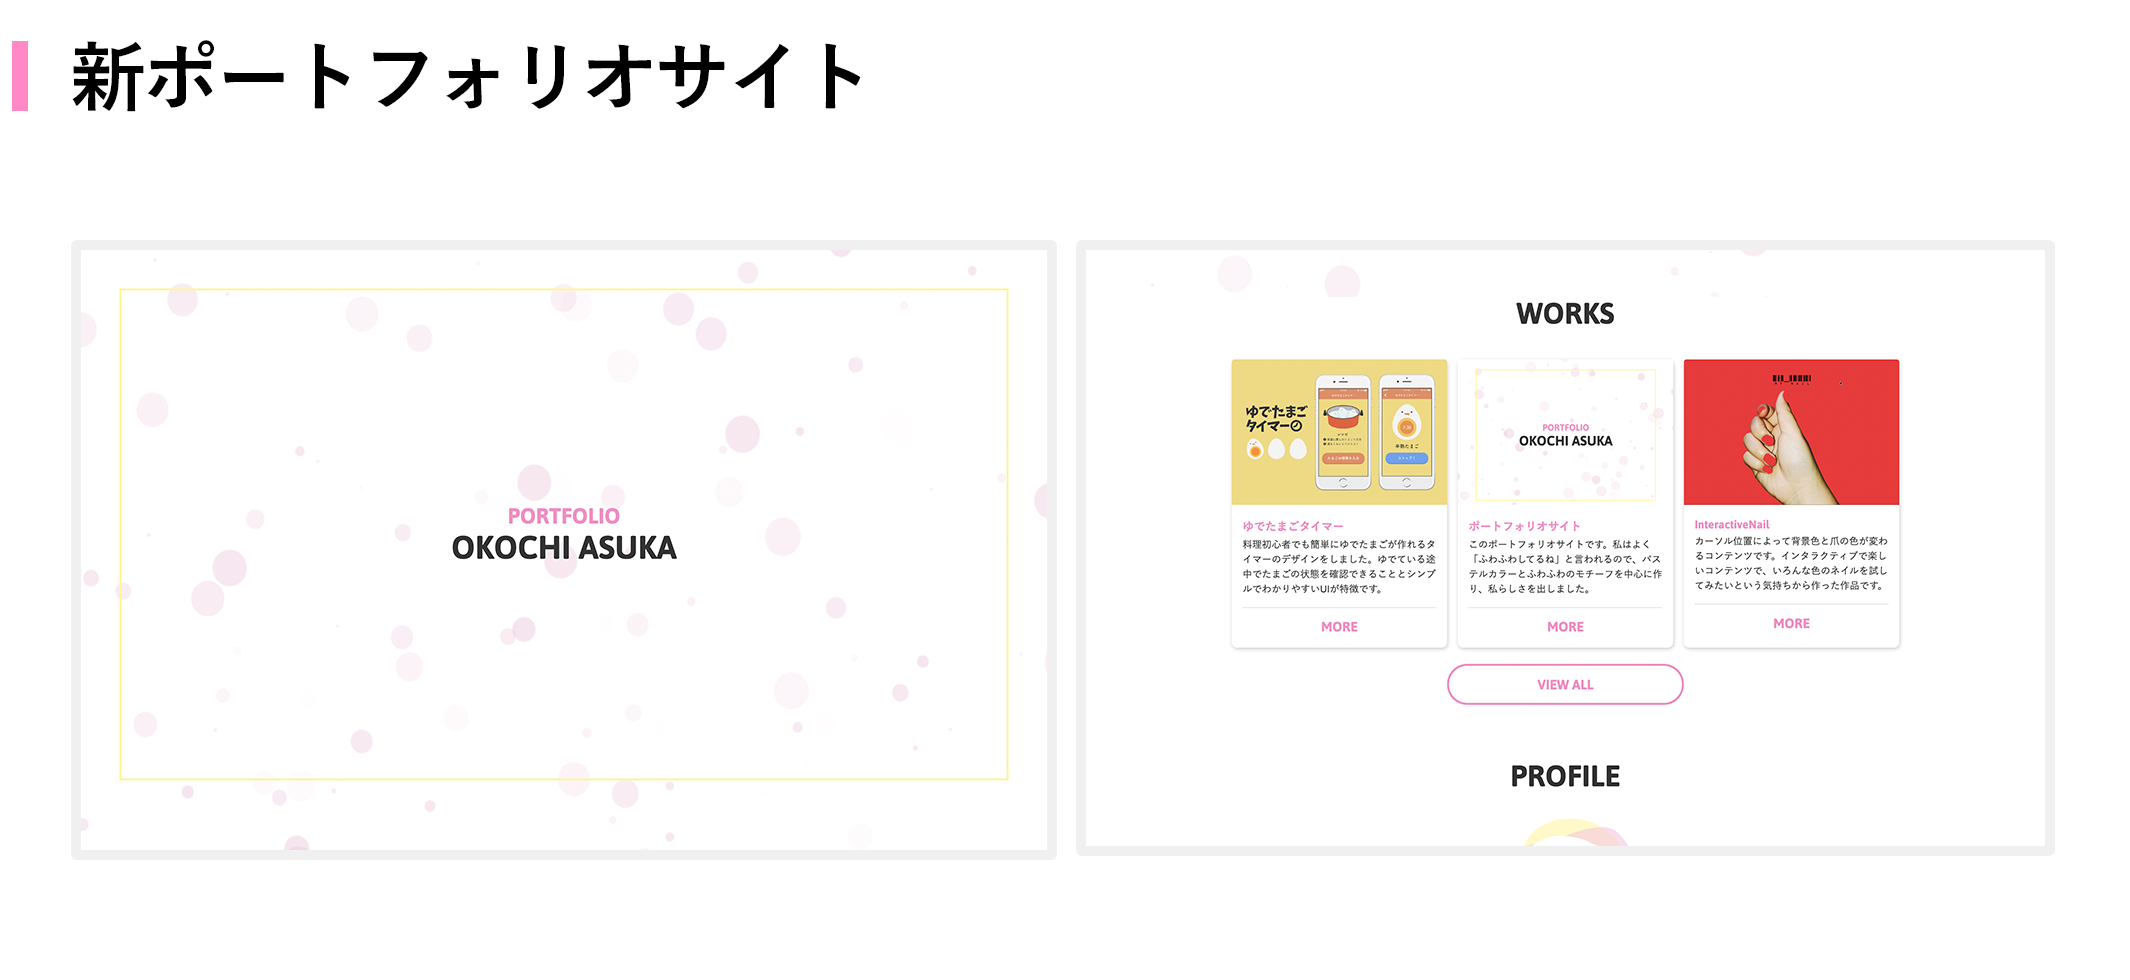 新ポートフォリオサイト
PORTFOLIO
OKOCHI ASUKA
WORKS
ゆでたまご
タイマー
PORTFOLIO
OKOCHI ASUKA
ゆでたまごタイマー
料理初心者でも簡単にゆでたまごが作れるタ
イマーのデザインをしました。ゆでている途
中でたまごの状態を確認できることとシンプ
ルでわかりやすいUIが特徴です。
MORE
ポートフォリオサイト
このポートフォリオサイトです。私はよく
「ふわふわしてるね」と言われるので、パス
テルカラーとふわふわのモチーフを中心に作
り、私らしさを出しました。
MORE
InteractiveNail
カーソル位置によって背景色と爪の色が変わ
るコンテンツです。インタラクティブで楽し
いコンテンツで、いろんな色のネイルを試し
てみたいという気持ちから作った作品です。
MORE
VIEW ALL
PROFILE